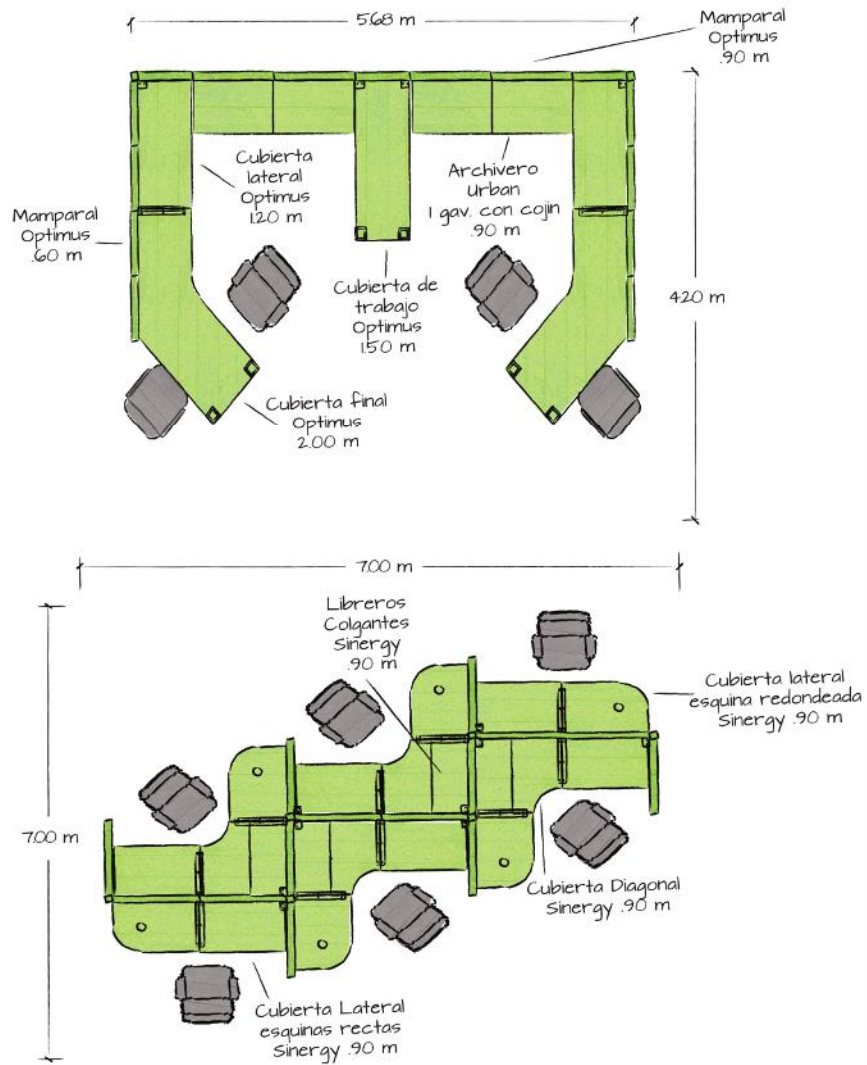 5.68 m
Mamparal
Optimus
.90 m
Cubierta
lateral
Optimus
1.20 m
Archivero
Urban
1 gav. con cojin
.90 m
Mamparal
Optimus
.60 m
Cubierta de
trabajo
Optimus
1.50 m
4.20 m
Cubierta final
Optimus
2.00 m
7.00 m
Libreros
Colgantes
Sinergy
.90 m
Cubierta lateral
esquina redondeada
Sinergy .90 m
7.00 m
Cubierta Diagonal
Sinergy .90 m
Cubierta Lateral
esquinas rectas
Sinergy .90 m